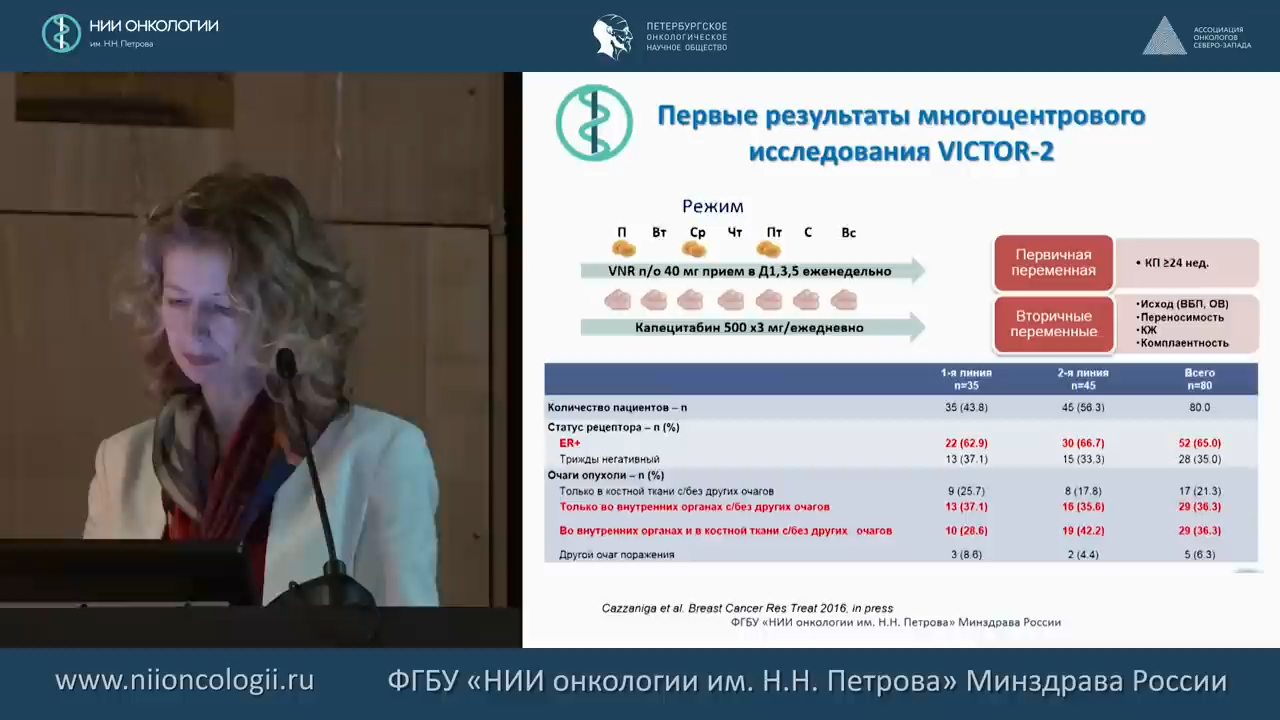 НИИ ОНКОЛОГИИ
им. Н.Н. Петрова
ПЕТЕРБУРГСКОЕ
ОНКОЛОГИЧЕСКОЕ
НАУЧНОЕ ОБЩЕСТВО
АССОЦИАЦИЯ
ОНКОЛОГОВ
СЕВЕРО-ЗАПАДА
Первые результаты многоцентрового
исследования VICTOR-2
Режим
П Вт Ср Чт Пт С Вс
VNR п/о 40 мг прием в Д1,3,5 еженедельно
Капецитабин 500 х3 мг/ежедневно
Первичная
переменная
• КП ≥24 нед.
Вторичные
переменные
•Исход (ВБП, ОВ)
•Переносимость
•КЖ
•Комплаентность
1-я линия 2-я линия Всего
n=35 n=45 n=80
Количество пациентов – n 35 (43.8) 45 (56.3) 80.0
Статус рецептора – n (%)
ER+ 22 (62.9) 30 (66.7) 52 (65.0)
Трижды негативный 13 (37.1) 15 (33.3) 28 (35.0)
Очаги опухоли – n (%)
Только в костной ткани с/без других очагов 9 (25.7) 8 (17.8) 17 (21.3)
Только во внутренних органах с/без других очагов 13 (37.1) 16 (35.6) 29 (36.3)
Во внутренних органах и в костной ткани с/без других очагов 10 (28.6) 19 (42.2) 29 (36.3)
Другой очаг поражения 3 (8.6) 2 (4.4) 5 (6.3)
Cazzaniga et al. Breast Cancer Res Treat 2016, in press
ФГБУ «НИИ онкологии им. Н.Н. Петрова» Минздрава России
www.niioncologii.ru ФГБУ «НИИ онкологии им. Н.Н. Петрова» Минздрава России